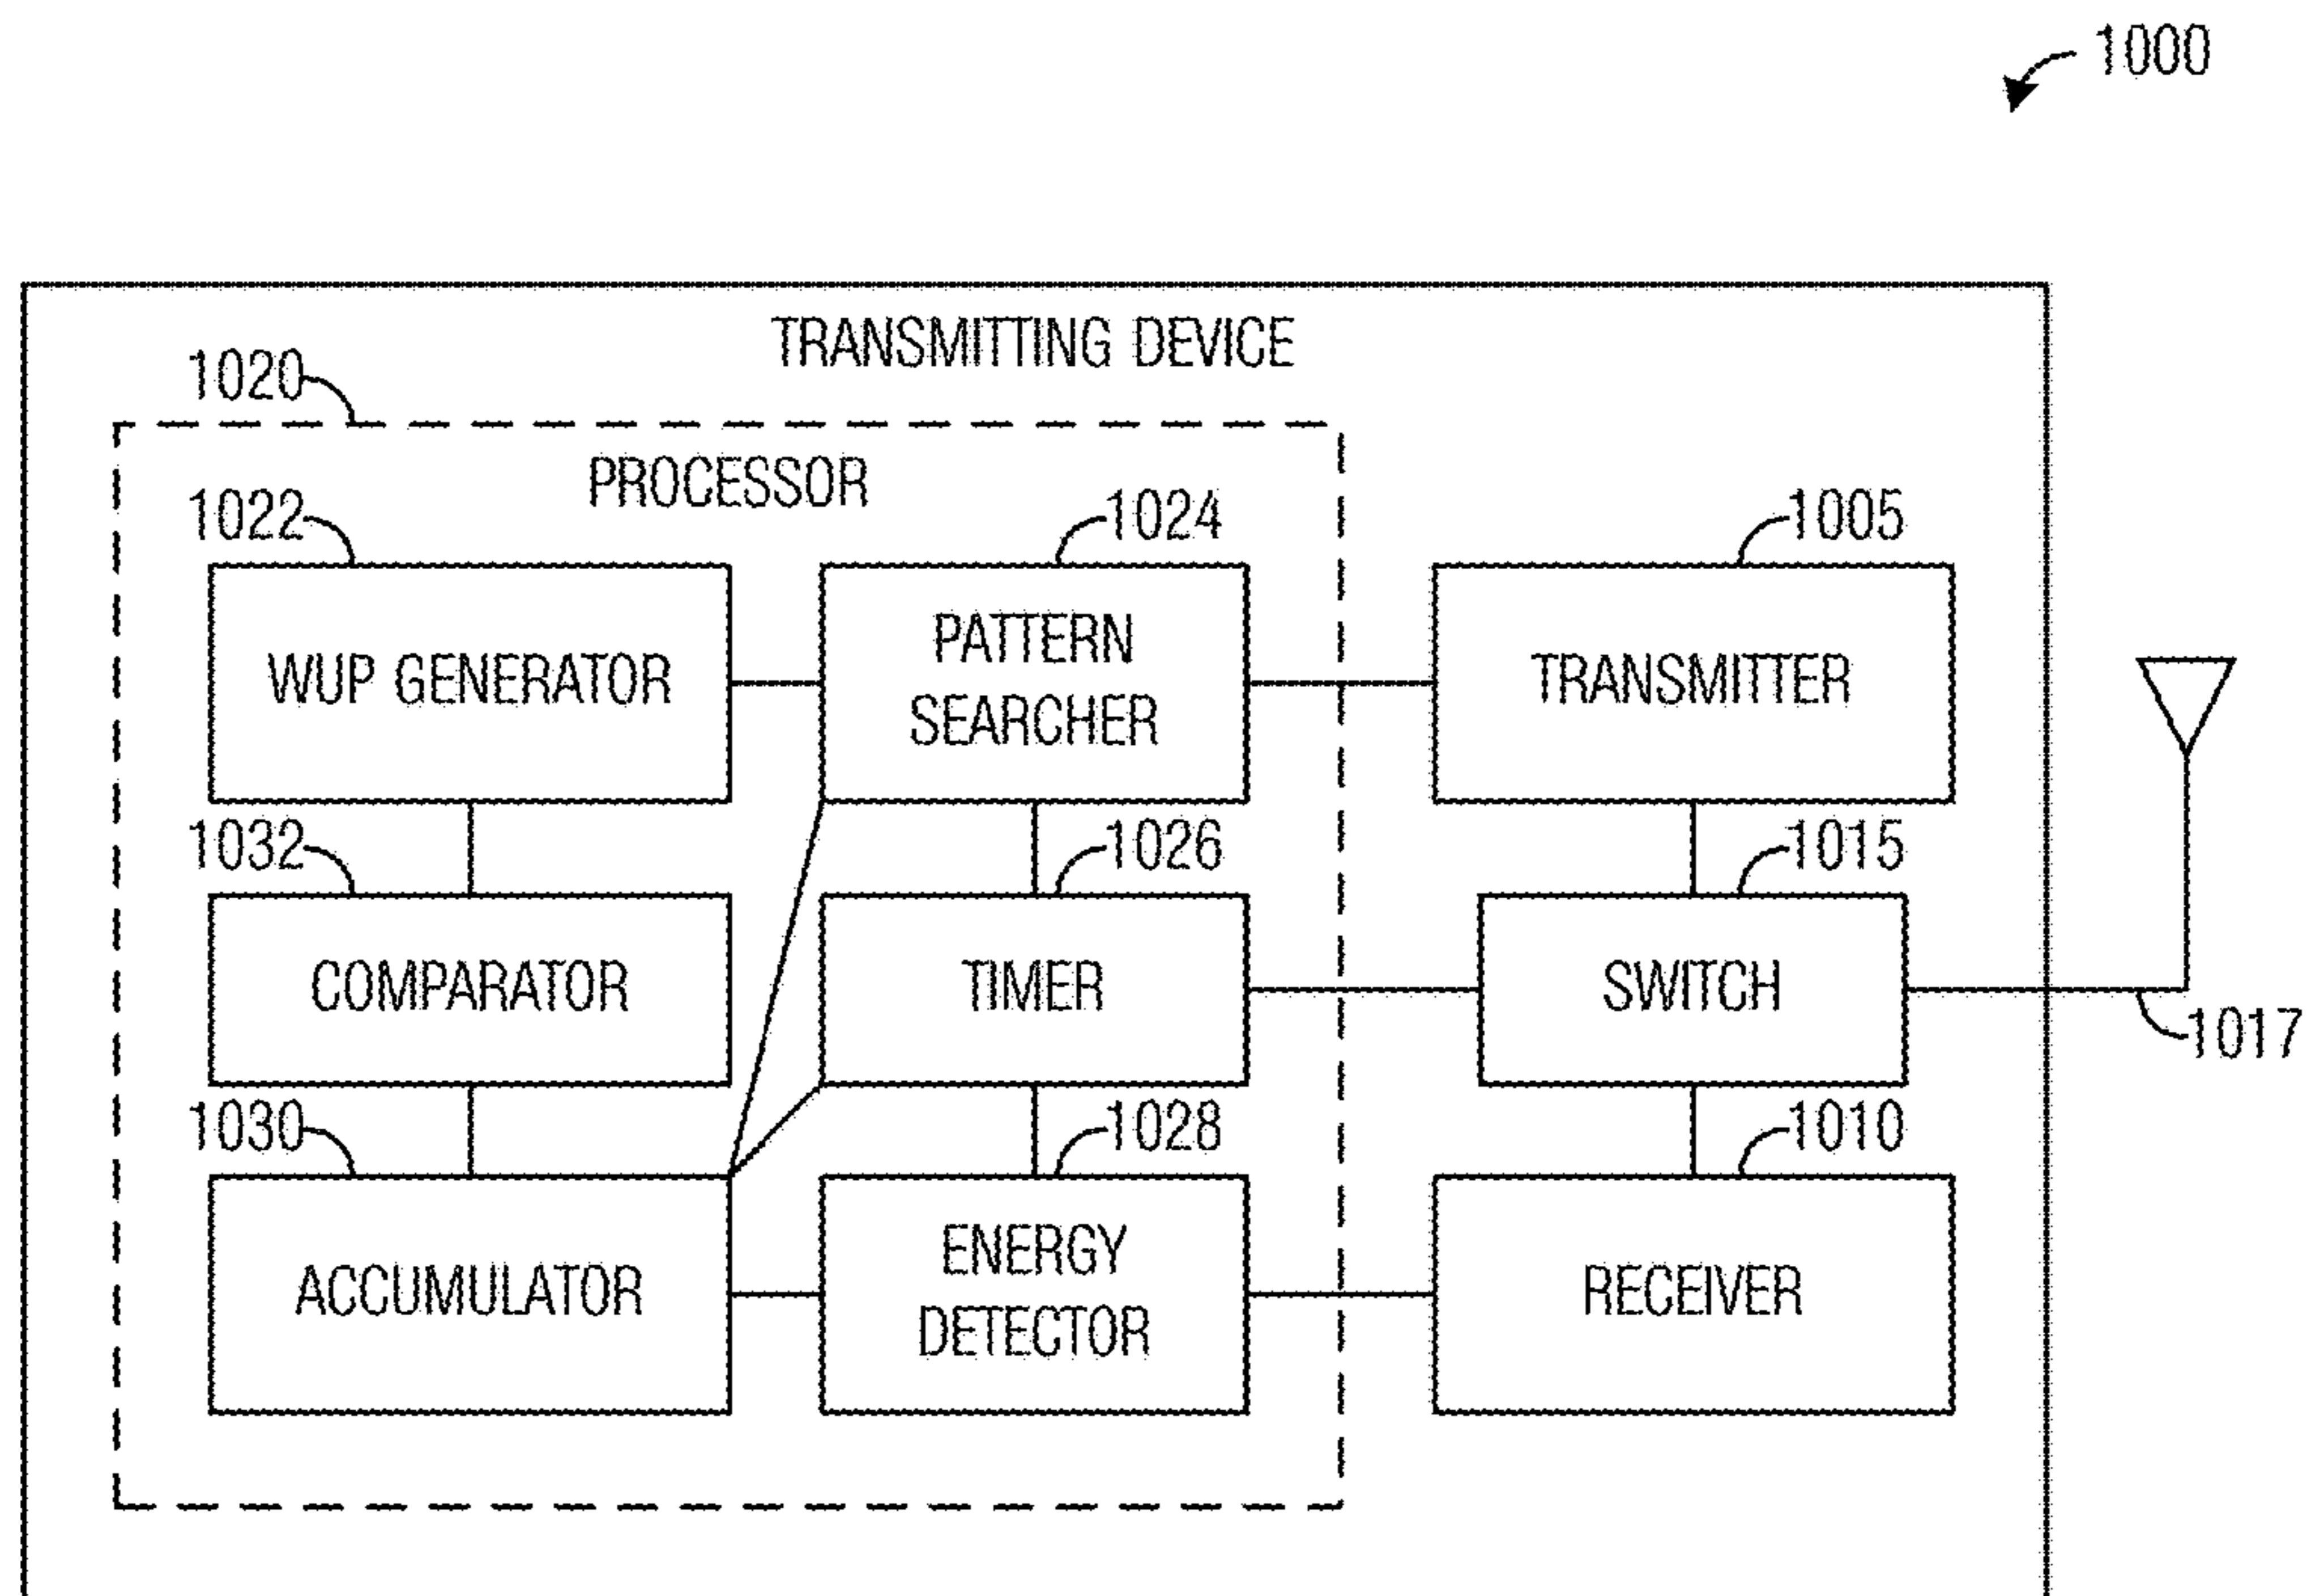 1000
TRANSMITTING DEVICE
1020
PROCESSOR
1022
1024
1005
WUP GENERATOR
PATTERN
SEARCHER
TRANSMITTER
1032
1026
1015
COMPARATOR
TIMER
SWITCH
1017
1030
1028
1010
ACCUMULATOR
ENERGY
DETECTOR
RECEIVER